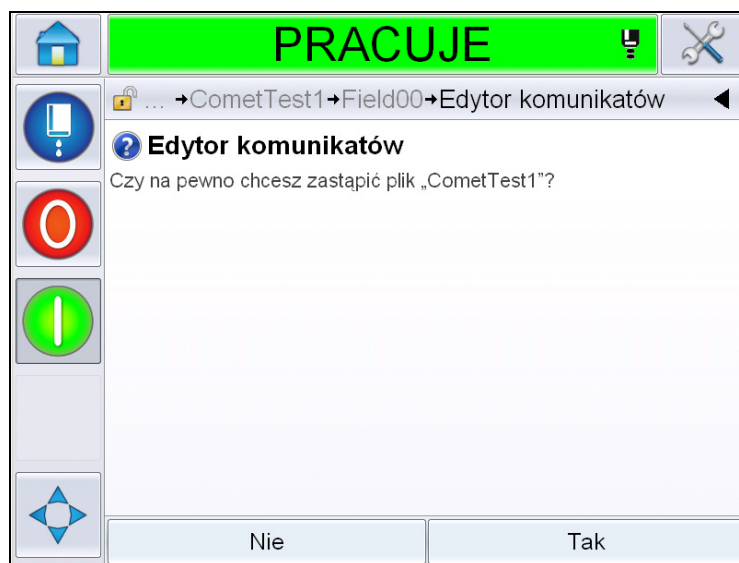 PRACUJE
... →CometTest1→Field00→Edytor komunikatów
Edytor komunikatów
Czy na pewno chcesz zastąpić plik „CometTest1”?
Nie
Tak